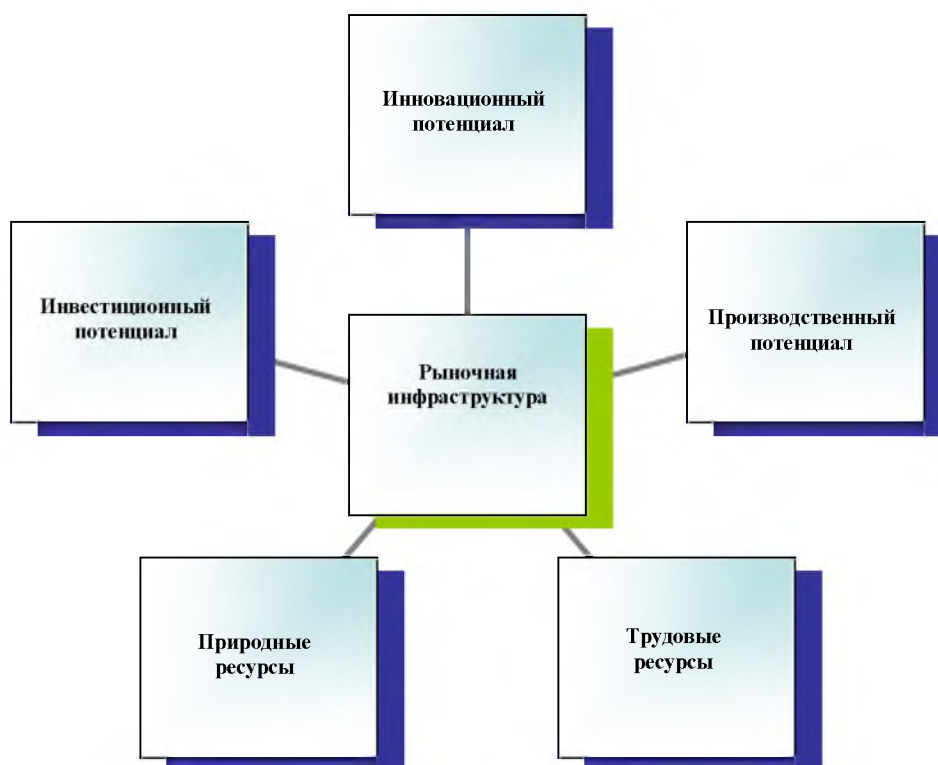 Инновационный
потенциал
Инвестиционный
потенциал
Производственный
потенциал
Рыночная
инфраструктура
Природные
ресурсы
Трудовые
ресурсы